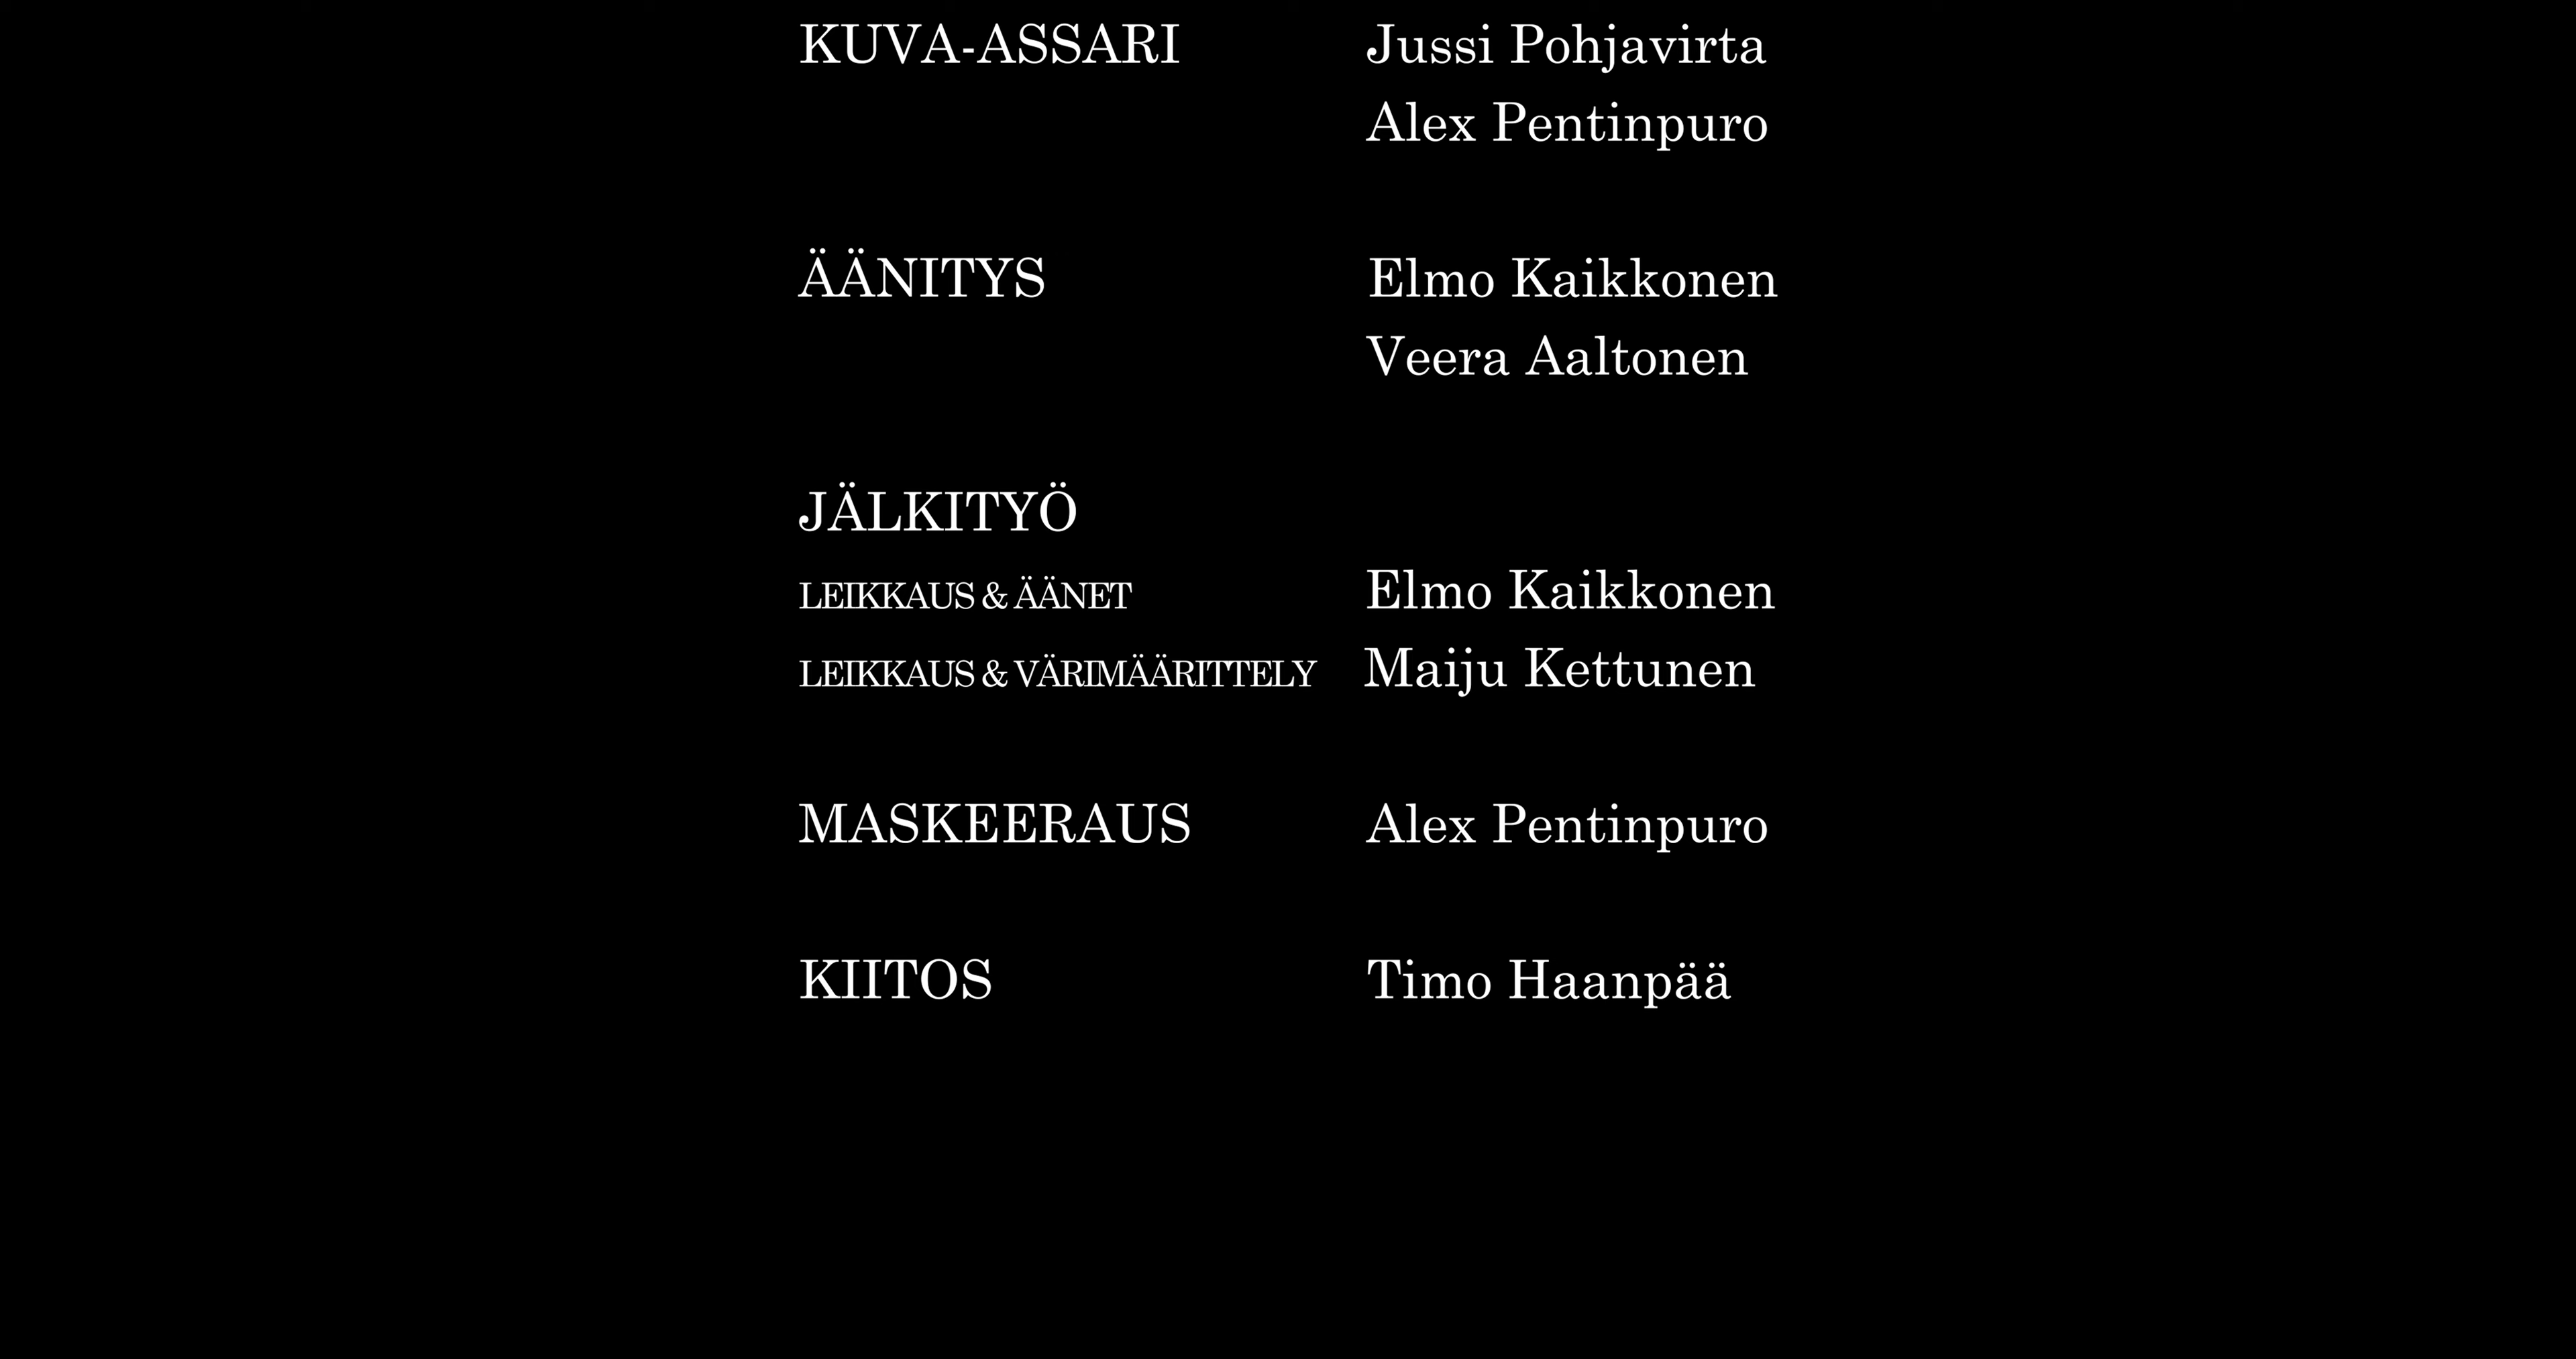 KUVA-ASSARI Jussi Pohjavirta
Alex Pentinpuro
ÄÄNITYS Elmo Kaikkonen
Veera Aaltonen
JÄLKITYÖ
LEIKKAUS & ÄÄNET Elmo Kaikkonen
LEIKKAUS & VÄRIMÄÄRITTELY Maiju Kettunen
MASKEERAUS Alex Pentinpuro
KIITOS Timo Haanpää